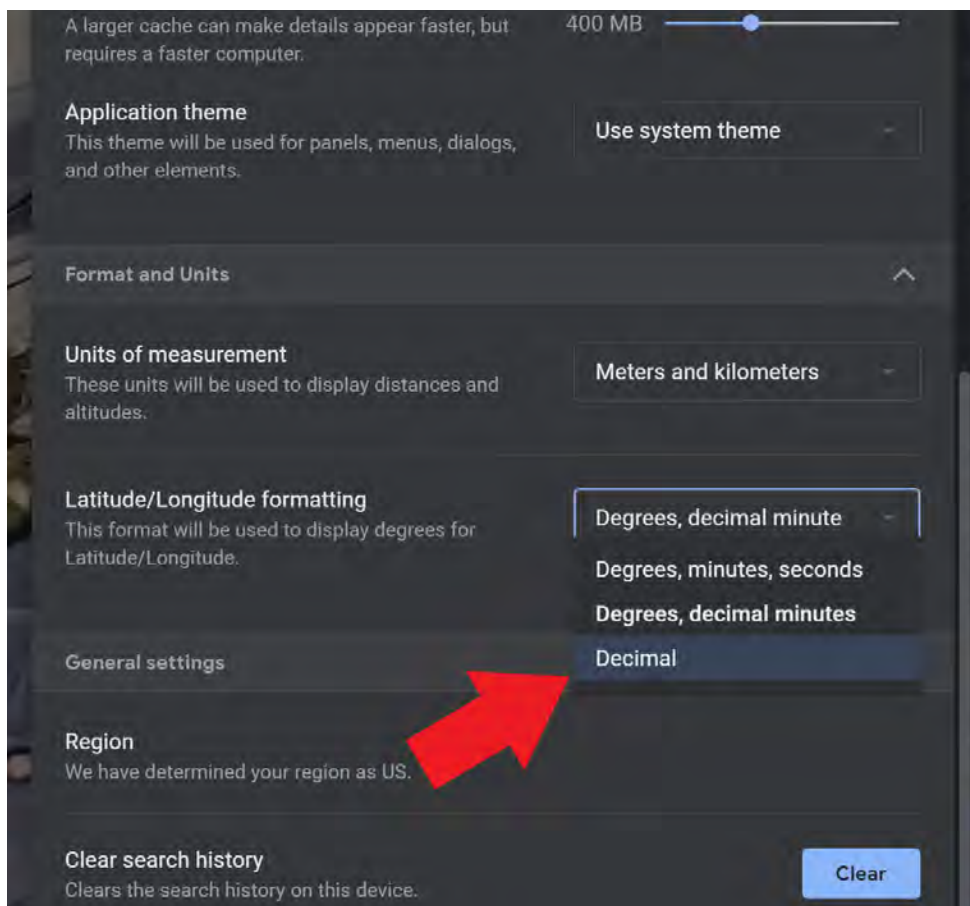 A larger cache can make details appear faster, but
requires a faster computer.
400 MB
Application theme
This theme will be used for panels, menus, dialogs,
and other elements.
Use system theme
Format and Units
Units of measurement
These units will be used to display distances and
altitudes.
Meters and kilometers
Latitude/Longitude formatting
This format will be used to display degrees for
Latitude/Longitude.
Degrees, decimal minute
Degrees, minutes, seconds
Degrees, decimal minutes
Decimal
General settings
Region
We have determined your region as US.
Clear search history
Clears the search history on this device.
Clear